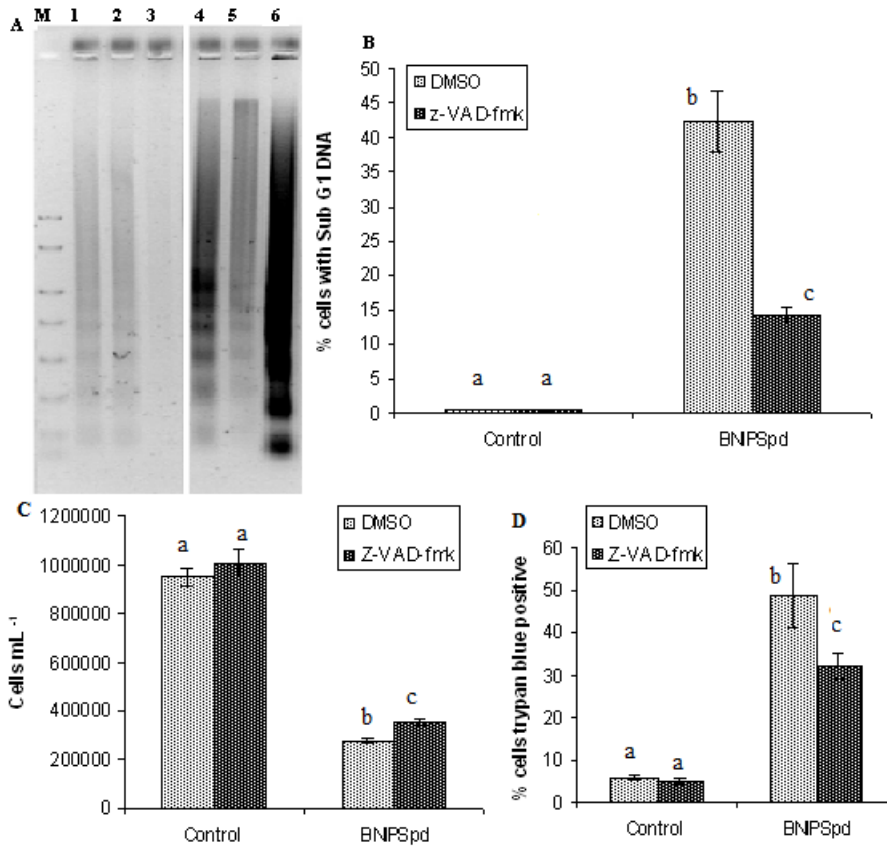 A
M 1 2 3 4 5 6
B
DMSO
z-VAD-fmk
% cells with Sub G1 DNA
50
45
40
35
30
25
20
15
10
5
0
a a b c
Control BNIPSpd
C
DMSO
Z-VAD-fmk
Cells mL -1
1200000
1000000
800000
600000
400000
200000
0
a a b c
Control BNIPSpd
D
DMSO
Z-VAD-fmk
% cells trypan blue positive
60
50
40
30
20
10
0
a a b c
Control BNIPSpd